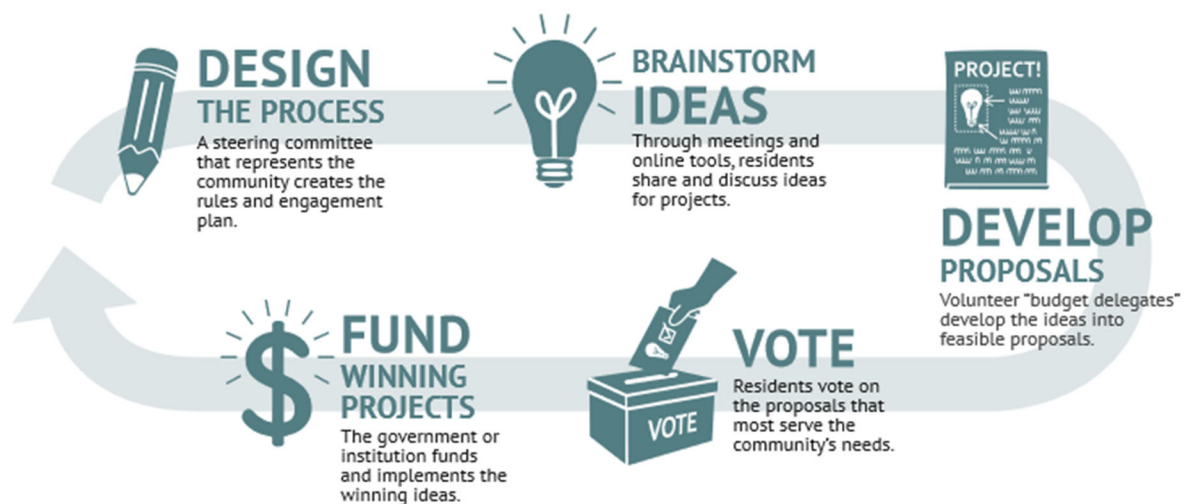 DESIGN
THE PROCESS
A steering committee
that represents the
community creates the
rules and engagement
plan.
BRAINSTORM
IDEAS
Through meetings and
online tools, residents
share and discuss ideas
for projects.
PROJECT!
DEVELOP
PROPOSALS
Volunteer “budget delegates”
develop the ideas into
feasible proposals.
VOTE
Residents vote on
the proposals that
most serve the
community’s needs.
VOTE
FUND
WINNING
PROJECTS
The government or
institution funds
and implements the
winning ideas.